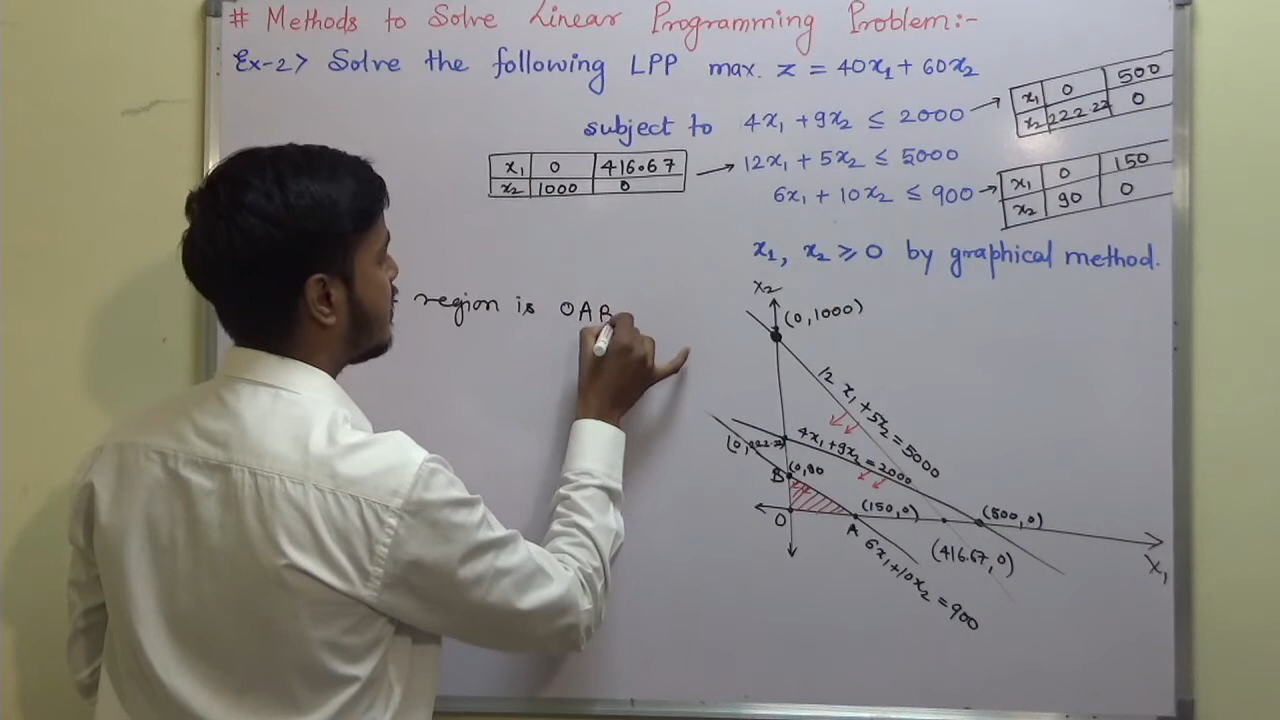 # Methods to Solve Linear Programming Problem:-
Ex-2> Solve the following LPP max. z = 40x₁ + 60x₂
subject to 4x₁ + 9x₂ ≤ 2000 →
x₁ 0 500
x₂ 222.22 0
x₁ 0 416.67
x₂ 1000 0
→ 12x₁ + 5x₂ ≤ 5000
6x₁ + 10x₂ ≤ 900 →
x₁ 0 150
x₂ 90 0
x₁, x₂ ≥ 0 by graphical method.
region is OAB
x₂
(0,1000)
12x₁+5x₂=5000
(0,222.22)
4x₁+9x₂=2000
B
(0,90
O
A
(150,0)
(500,0)
(416.67,0)
6x₁+10x₂=900
X₁